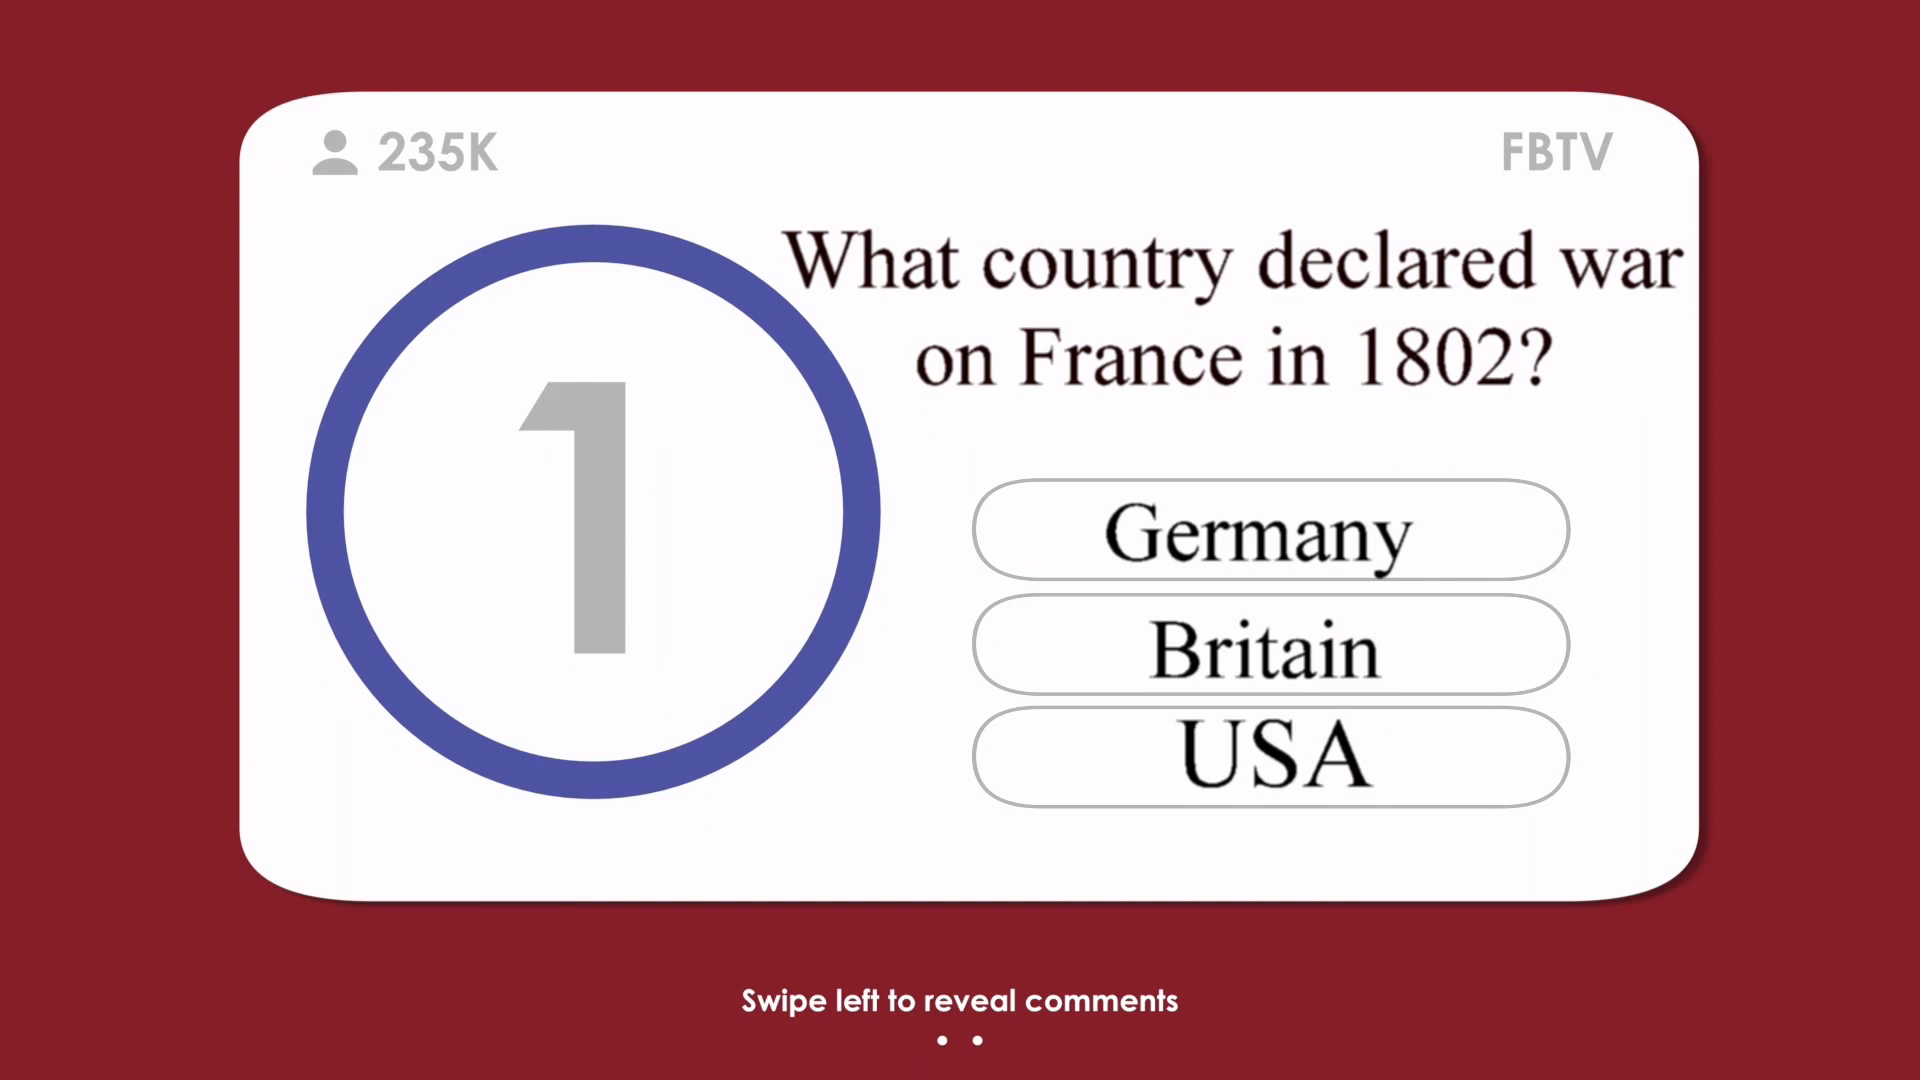 235K
FBTV
1
What country declared war
on France in 1802?
Germany
Britain
USA
Swipe left to reveal comments